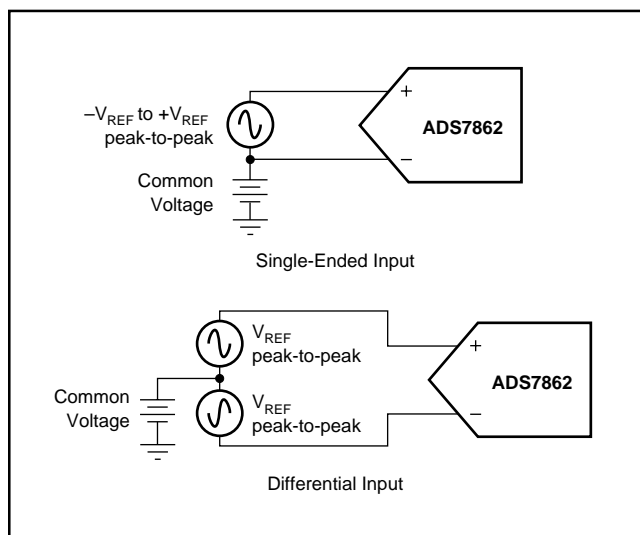 –V_REF to +V_REF
peak-to-peak
+
ADS7862
–
Common
Voltage
Single-Ended Input
V_REF
peak-to-peak
+
ADS7862
Common
Voltage
V_REF
peak-to-peak
–
Differential Input